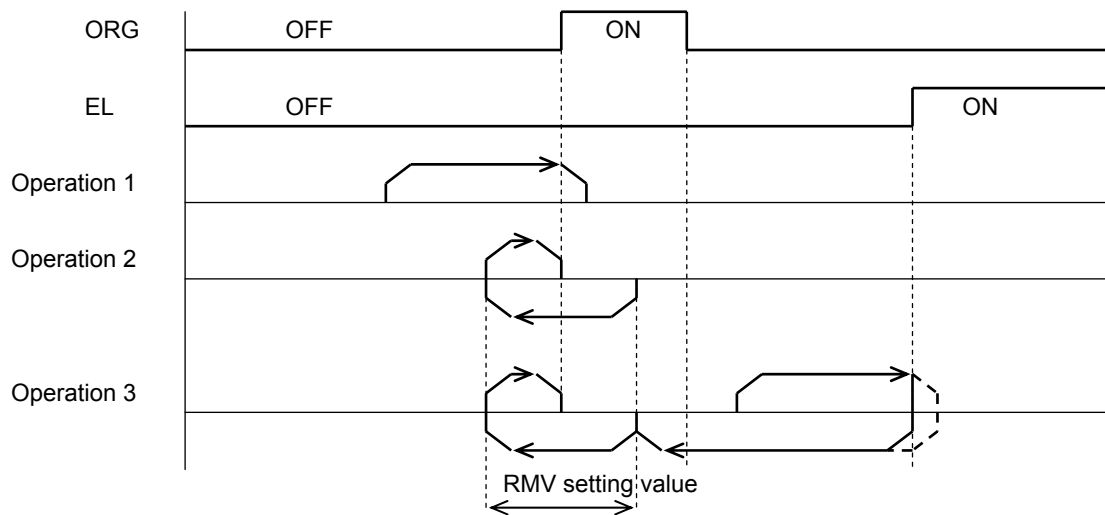 ORG OFF ON
EL OFF ON
Operation 1
Operation 2
Operation 3
RMV setting value